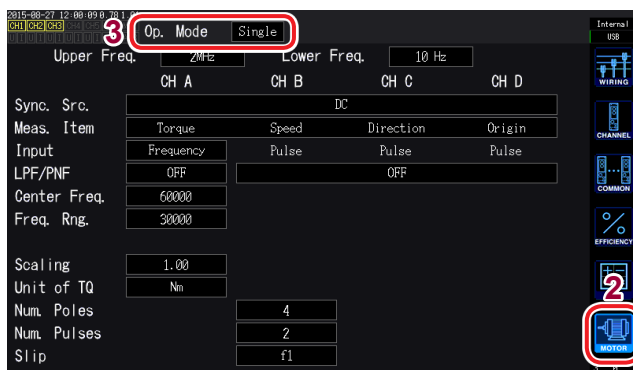 2015-08-27 12:00:09 0.781
CH1 CH2 CH3
3 Op. Mode Single
Internal
USB
Upper Freq. 2MHz Lower Freq. 10 Hz
WIRING
CH A CH B CH C CH D
Sync. Src. DC
CHANNEL
Meas. Item Torque Speed Direction Origin
Input Frequency Pulse Pulse Pulse
LPF/PNF OFF OFF
COMMON
Center Freq. 60000
Freq. Rng. 30000
EFFICIENCY
Scaling 1.00
Unit of TQ Nm
2
Num. Poles 4
Num. Pulses 2
MOTOR
Slip f1